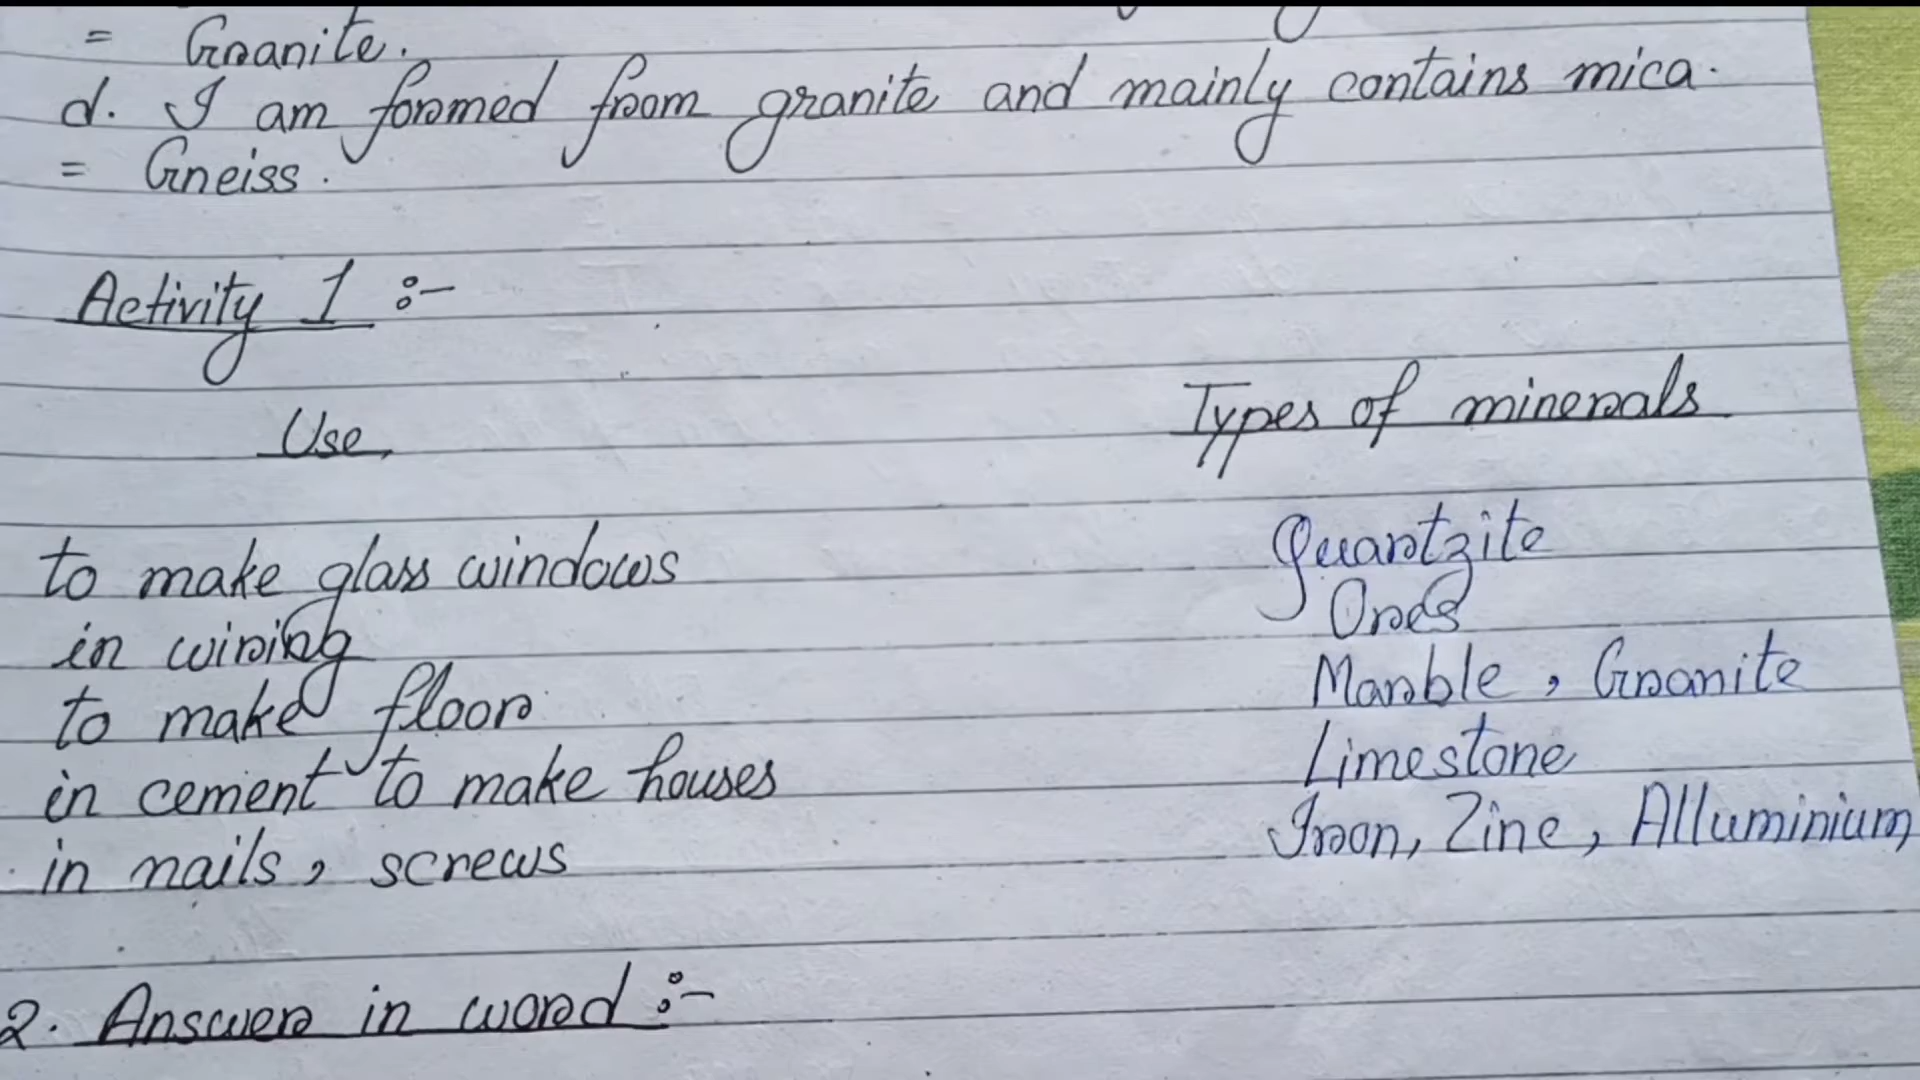 = Granite.
d. I am formed from granite and mainly contains mica.
= Gneiss.
Activity 1 :-
Use Types of minerals
to make glass windows Quartzite
in wiring Ores
to make floor Marble, Granite
in cement to make houses Limestone
in nails, screws Iron, Zinc, Alluminium,
2. Answer in word :-